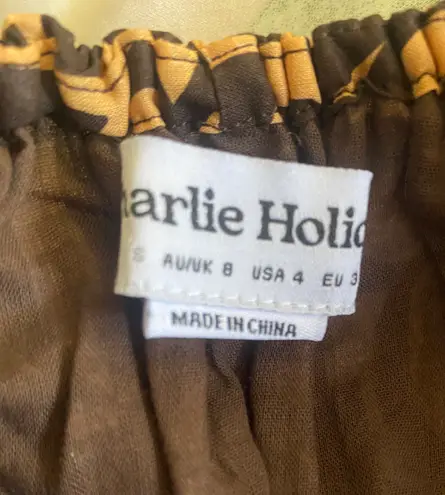 arlie Holid
S AU/UK 8 USA 4 EU 3
MADE IN CHINA